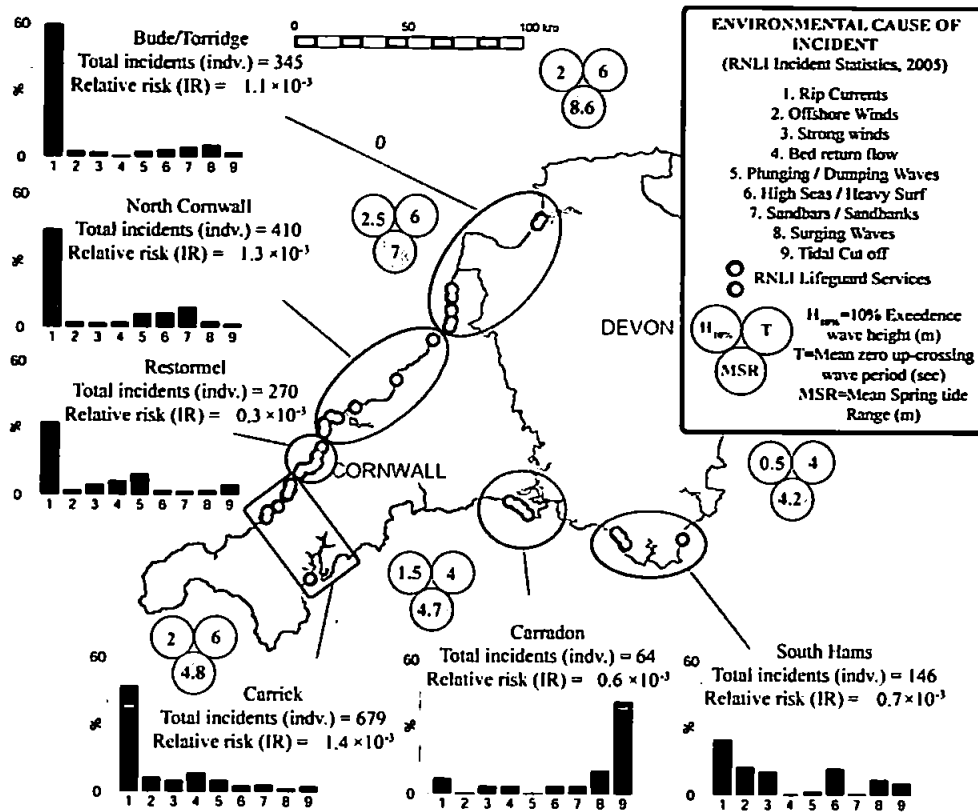 0 50 100 km
60
%
0
Bude/Torridge
Total incidents (indv.) = 345
Relative risk (IR) = 1.1 ×10⁻³
1 2 3 4 5 6 7 8 9
60
%
0
North Cornwall
Total incidents (indv.) = 410
Relative risk (IR) = 1.3 ×10⁻³
1 2 3 4 5 6 7 8 9
60
%
0
Restormel
Total incidents (indv.) = 270
Relative risk (IR) = 0.3 ×10⁻³
1 2 3 4 5 6 7 8 9
2 6
8.6
2.5 6
7
0
DEVON
CORNWALL
ENVIRONMENTAL CAUSE OF
INCIDENT
(RNLI Incident Statistics, 2005)
1. Rip Currents
2. Offshore Winds
3. Strong winds
4. Bed return flow
5. Plunging / Dumping Waves
6. High Seas / Heavy Surf
7. Sandbars / Sandbanks
8. Surging Waves
9. Tidal Cut off
RNLI Lifeguard Services
H10% T
MSR
H10%=10% Exeedence
wave height (m)
T=Mean zero up-crossing
wave period (sec)
MSR=Mean Spring tide
Range (m)
0.5 4
4.2
1.5 4
4.7
2 6
4.8
60
%
0
Carrick
Total incidents (indv.) = 679
Relative risk (IR) = 1.4 ×10⁻³
1 2 3 4 5 6 7 8 9
60
%
0
Carradon
Total incidents (indv.) = 64
Relative risk (IR) = 0.6 ×10⁻³
1 2 3 4 5 6 7 8 9
60
%
0
South Hams
Total incidents (indv.) = 146
Relative risk (IR) = 0.7 ×10⁻³
1 2 3 4 5 6 7 8 9